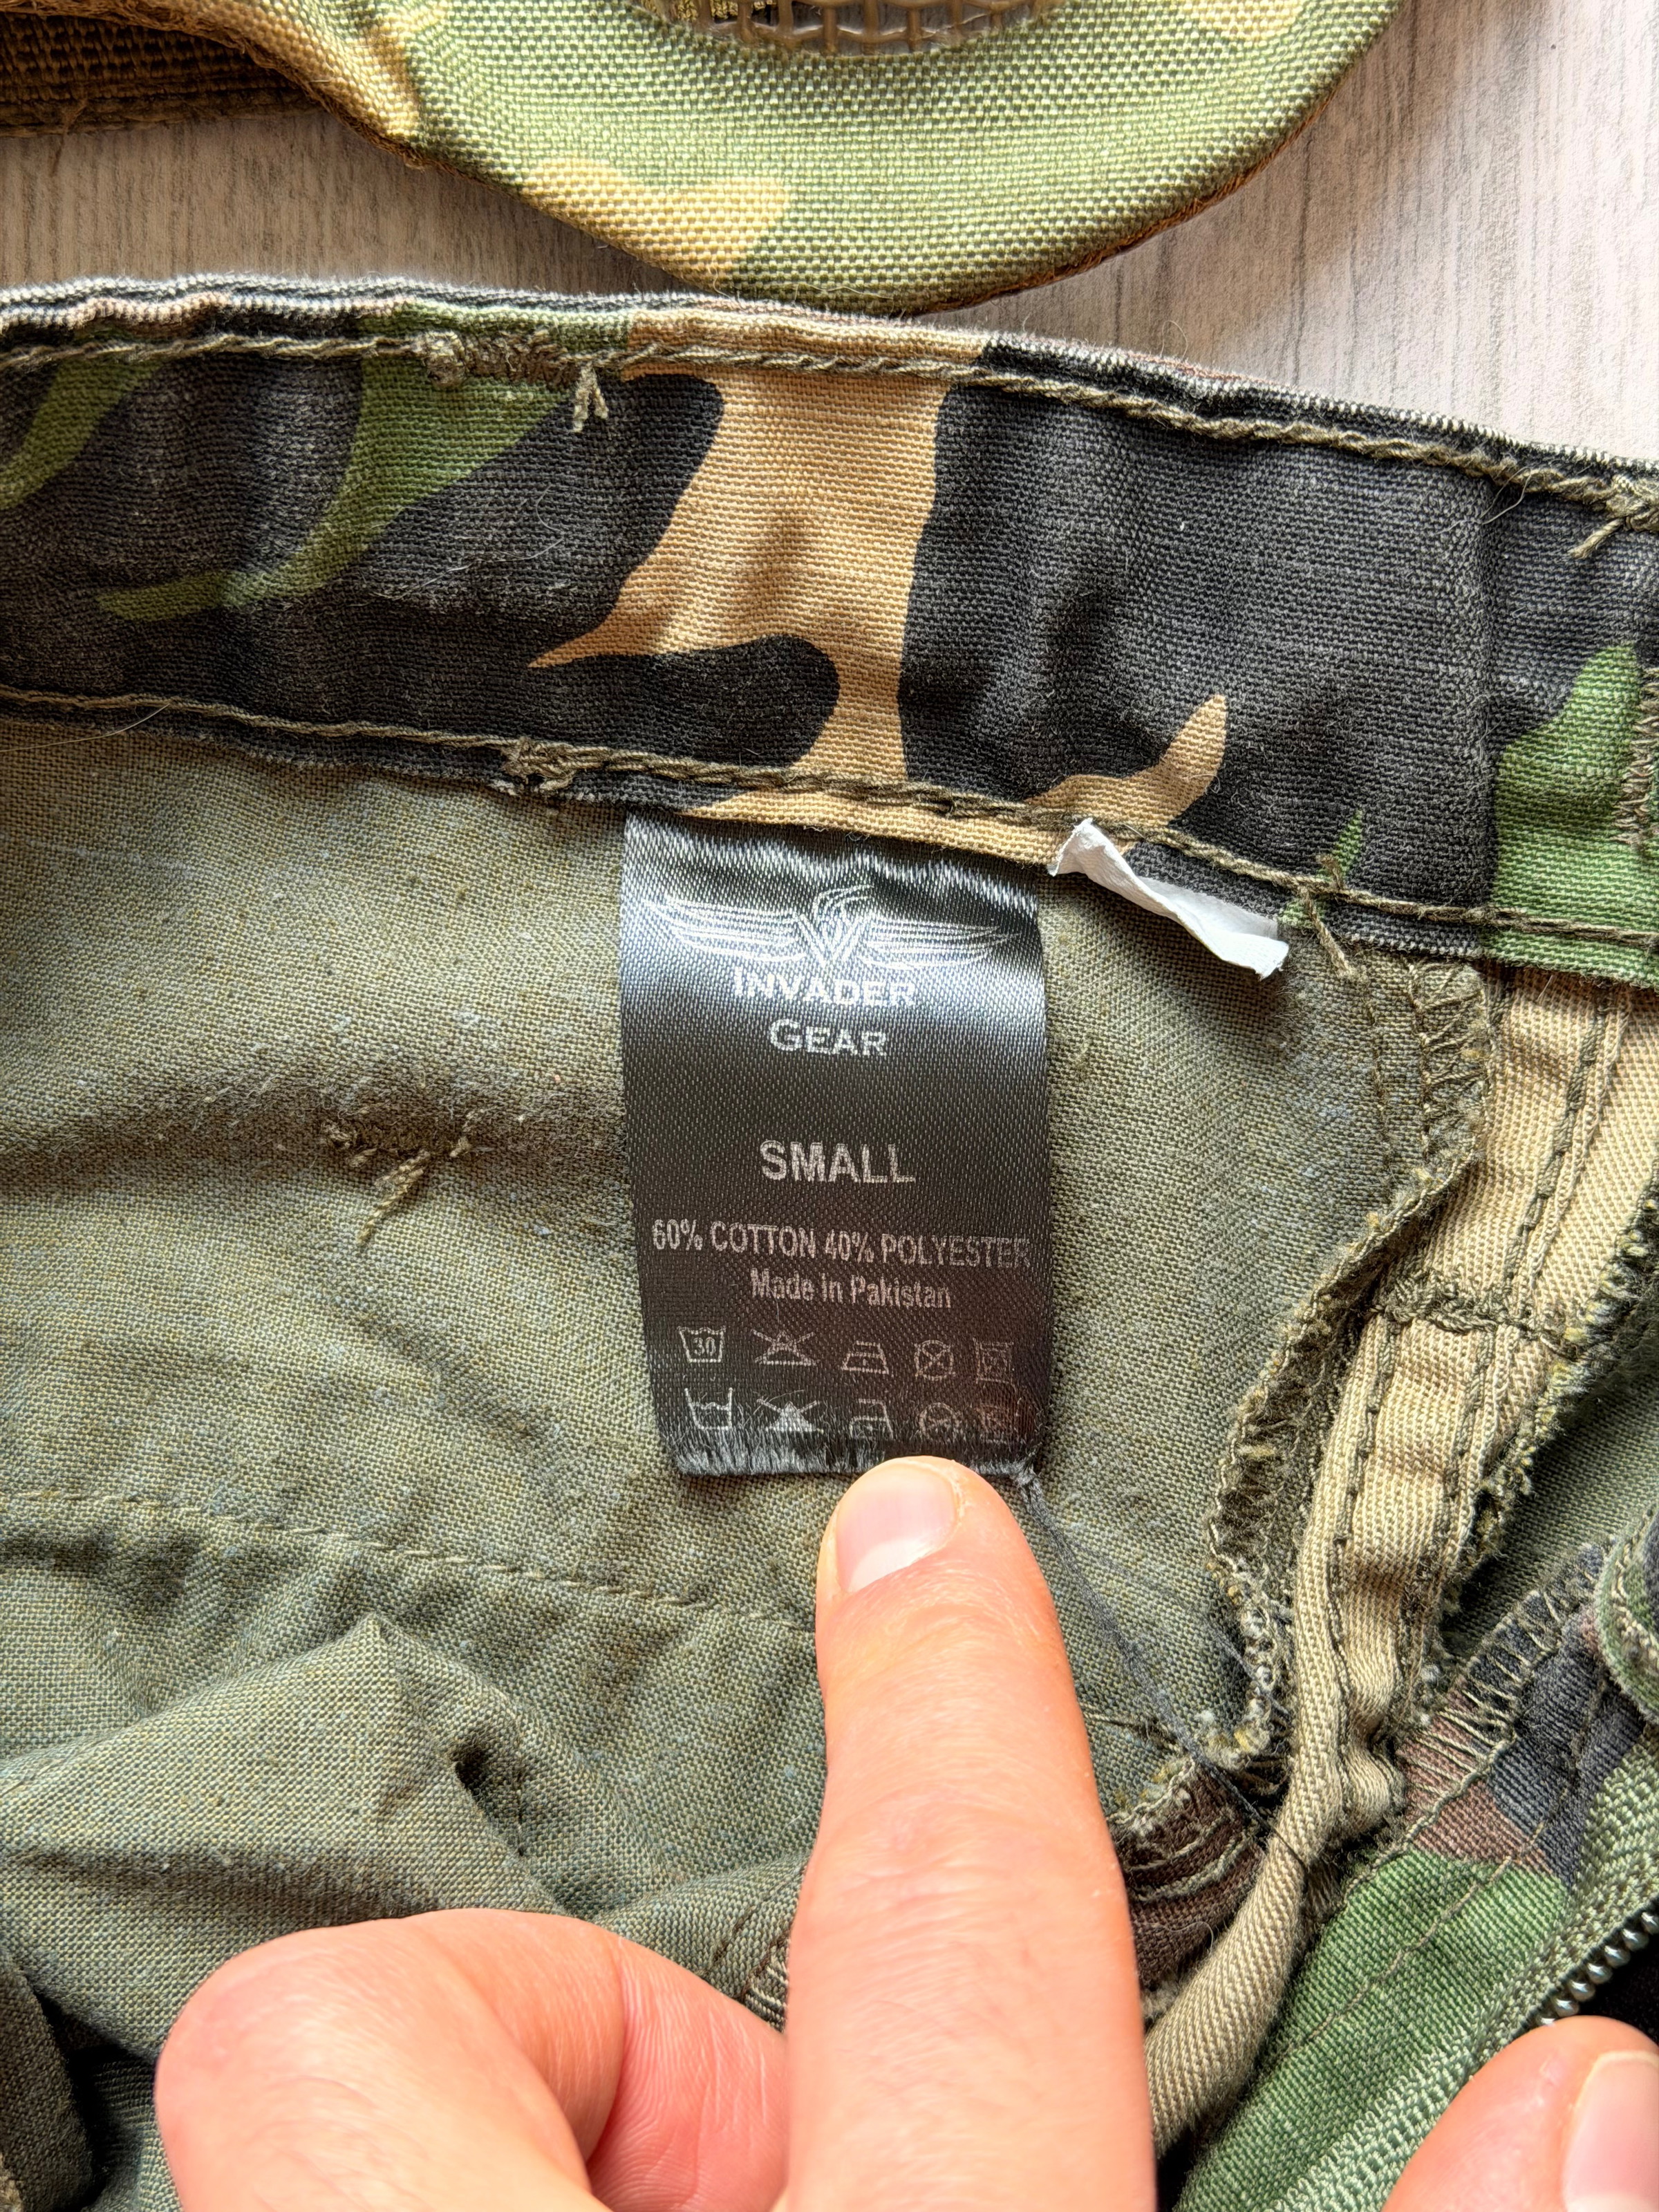 INVADER
GEAR
SMALL
60% COTTON 40% POLYESTER
Made in Pakistan
30